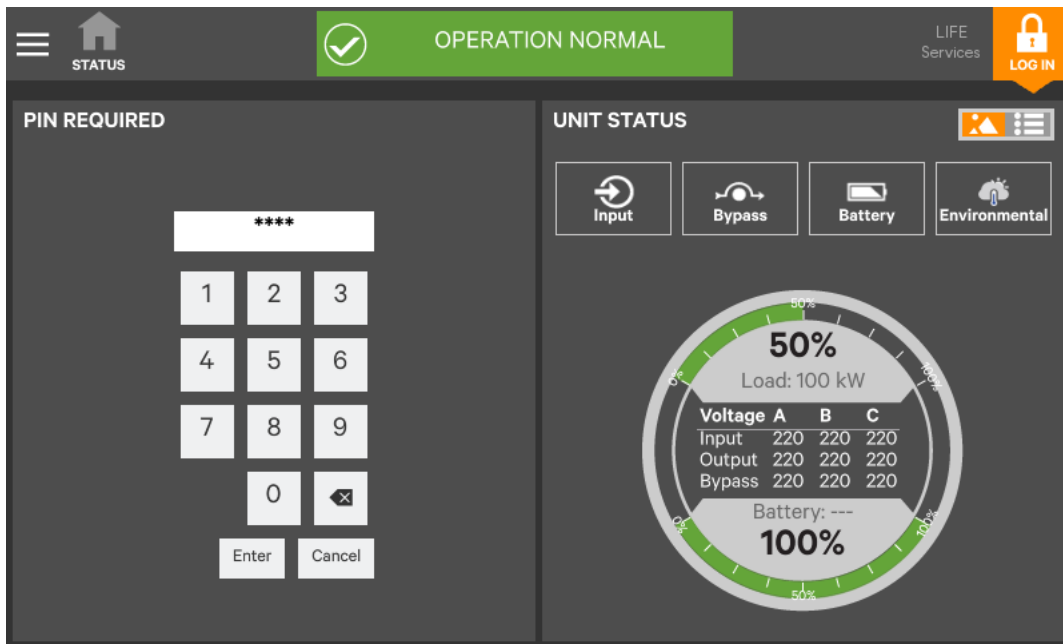 STATUS
OPERATION NORMAL
LIFE
Services
LOG IN
PIN REQUIRED
****
1 2 3
4 5 6
7 8 9
0
Enter Cancel
UNIT STATUS
Input Bypass Battery Environmental
50%
0% 100%
50%
Load: 100 kW
Voltage A B C
Input 220 220 220
Output 220 220 220
Bypass 220 220 220
Battery: ---
100%
0% 100%
50%